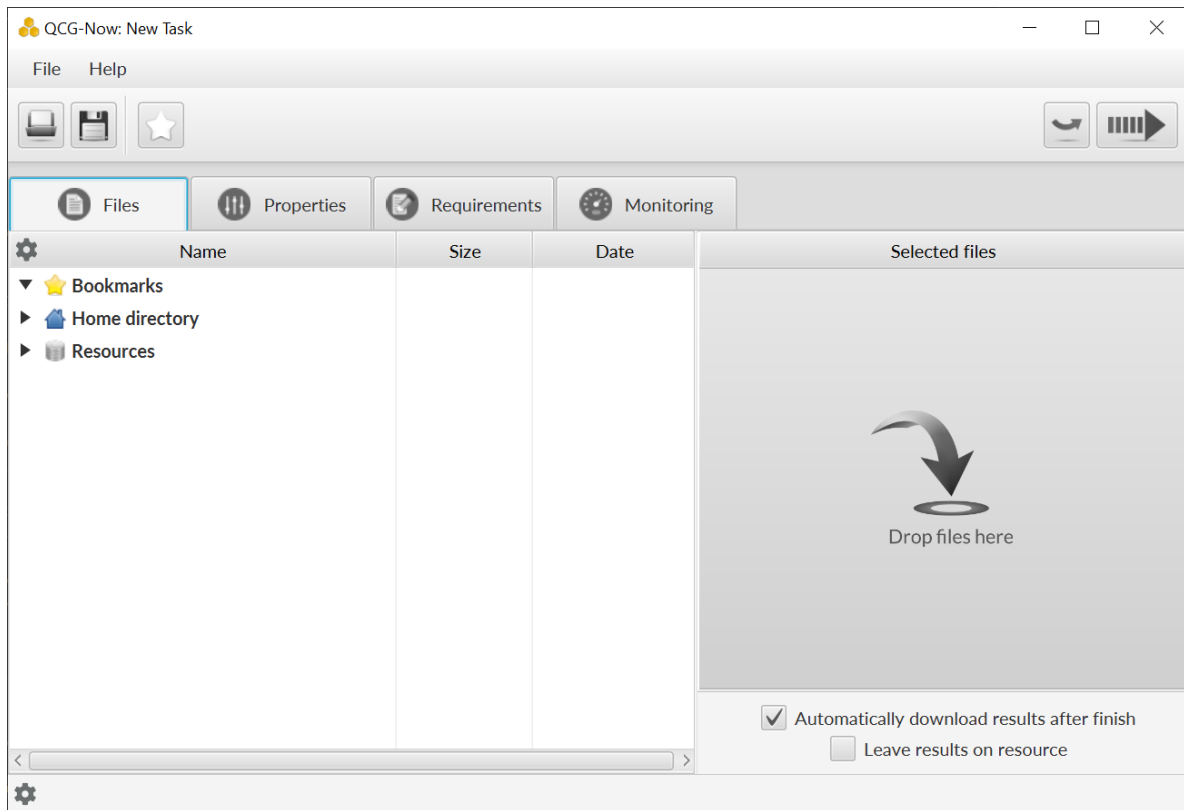 QCG-Now: New Task
File Help
Files Properties Requirements Monitoring
Name Size Date Selected files
Bookmarks
Home directory
Resources
Drop files here
Automatically download results after finish
Leave results on resource